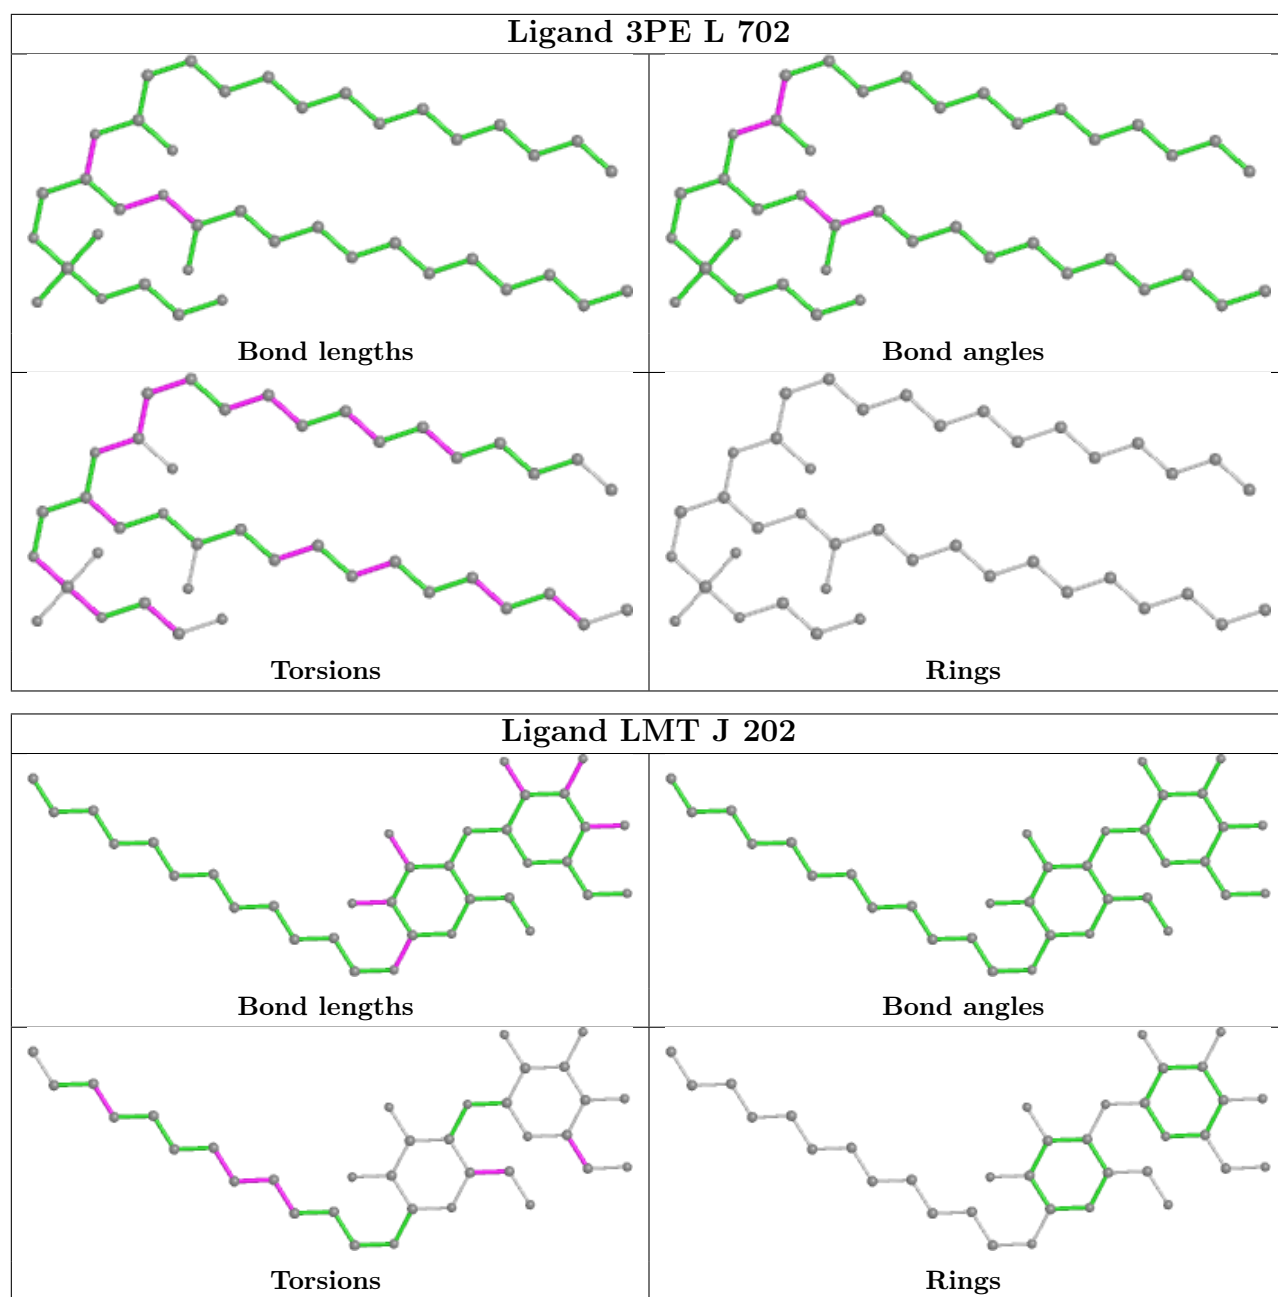 Ligand 3PE L 702
Bond lengths
Bond angles
Torsions
Rings
Ligand LMT J 202
Bond lengths
Bond angles
Torsions
Rings